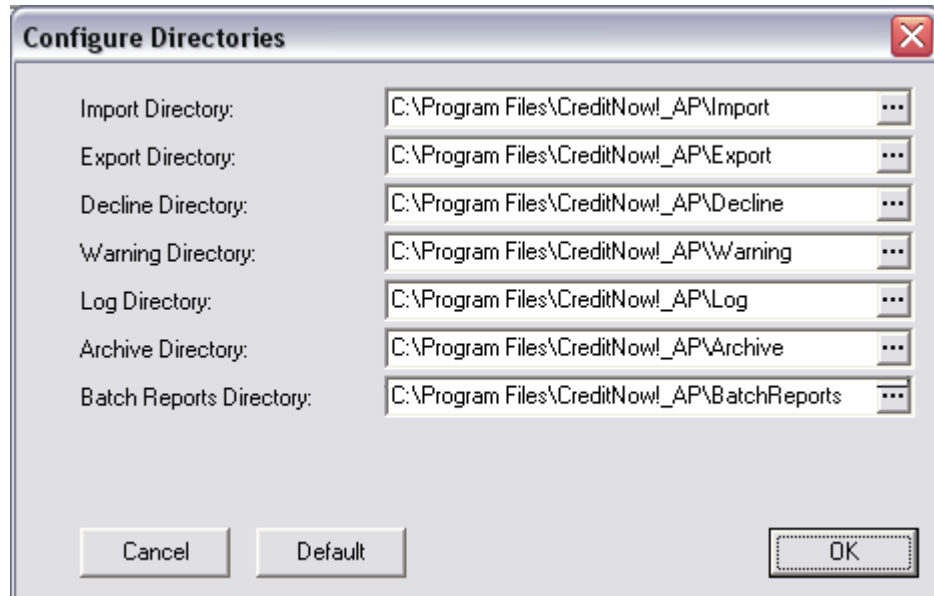 Configure Directories
Import Directory: C:\Program Files\CreditNow!_AP\Import ...
Export Directory: C:\Program Files\CreditNow!_AP\Export ...
Decline Directory: C:\Program Files\CreditNow!_AP\Decline ...
Warning Directory: C:\Program Files\CreditNow!_AP\Warning ...
Log Directory: C:\Program Files\CreditNow!_AP\Log ...
Archive Directory: C:\Program Files\CreditNow!_AP\Archive ...
Batch Reports Directory: C:\Program Files\CreditNow!_AP\BatchReports ...
Cancel Default OK